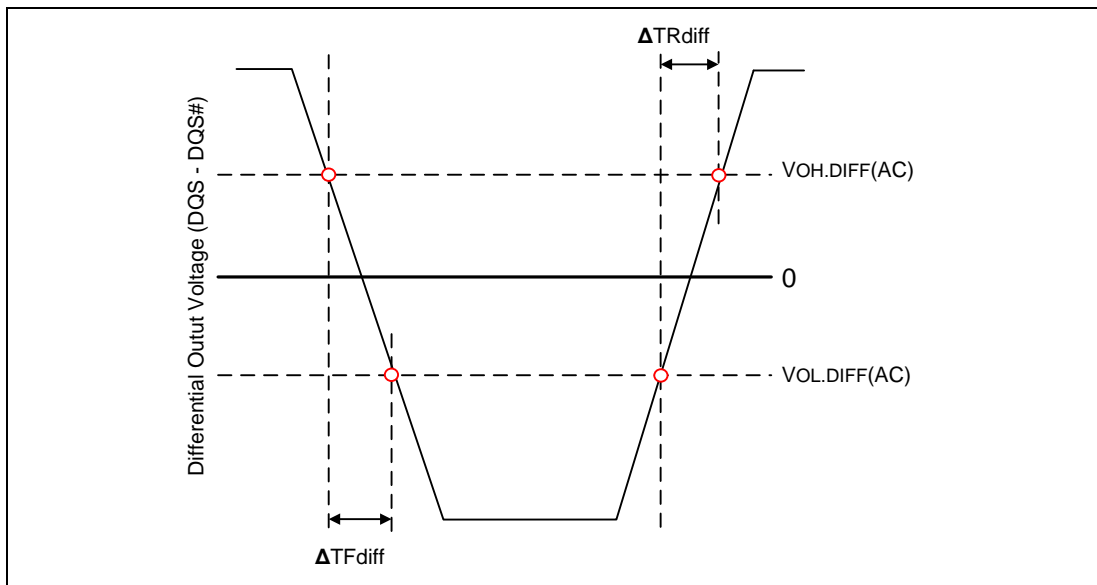 ΔTRdiff
Differential Outut Voltage (DQS - DQS#)
VOH.DIFF(AC)
0
VOL.DIFF(AC)
ΔTFdiff